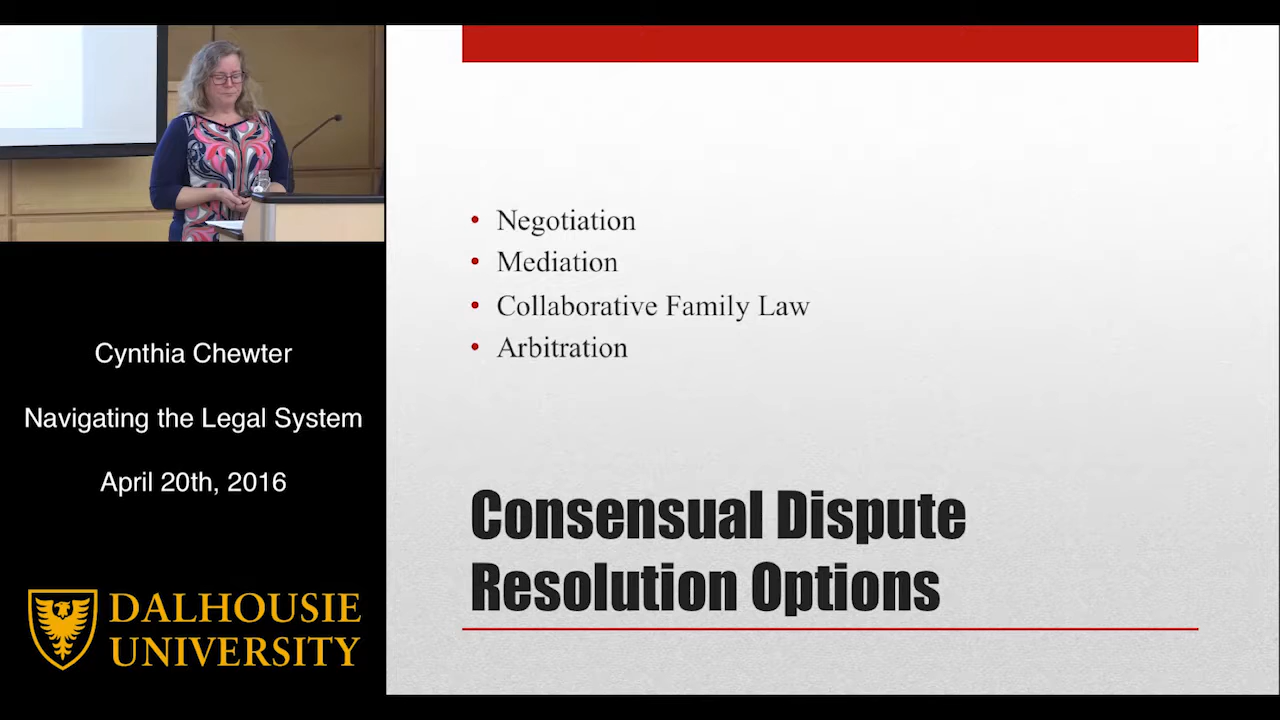 Cynthia Chewter
Navigating the Legal System
April 20th, 2016
DALHOUSIE
UNIVERSITY
• Negotiation
• Mediation
• Collaborative Family Law
• Arbitration
Consensual Dispute
Resolution Options